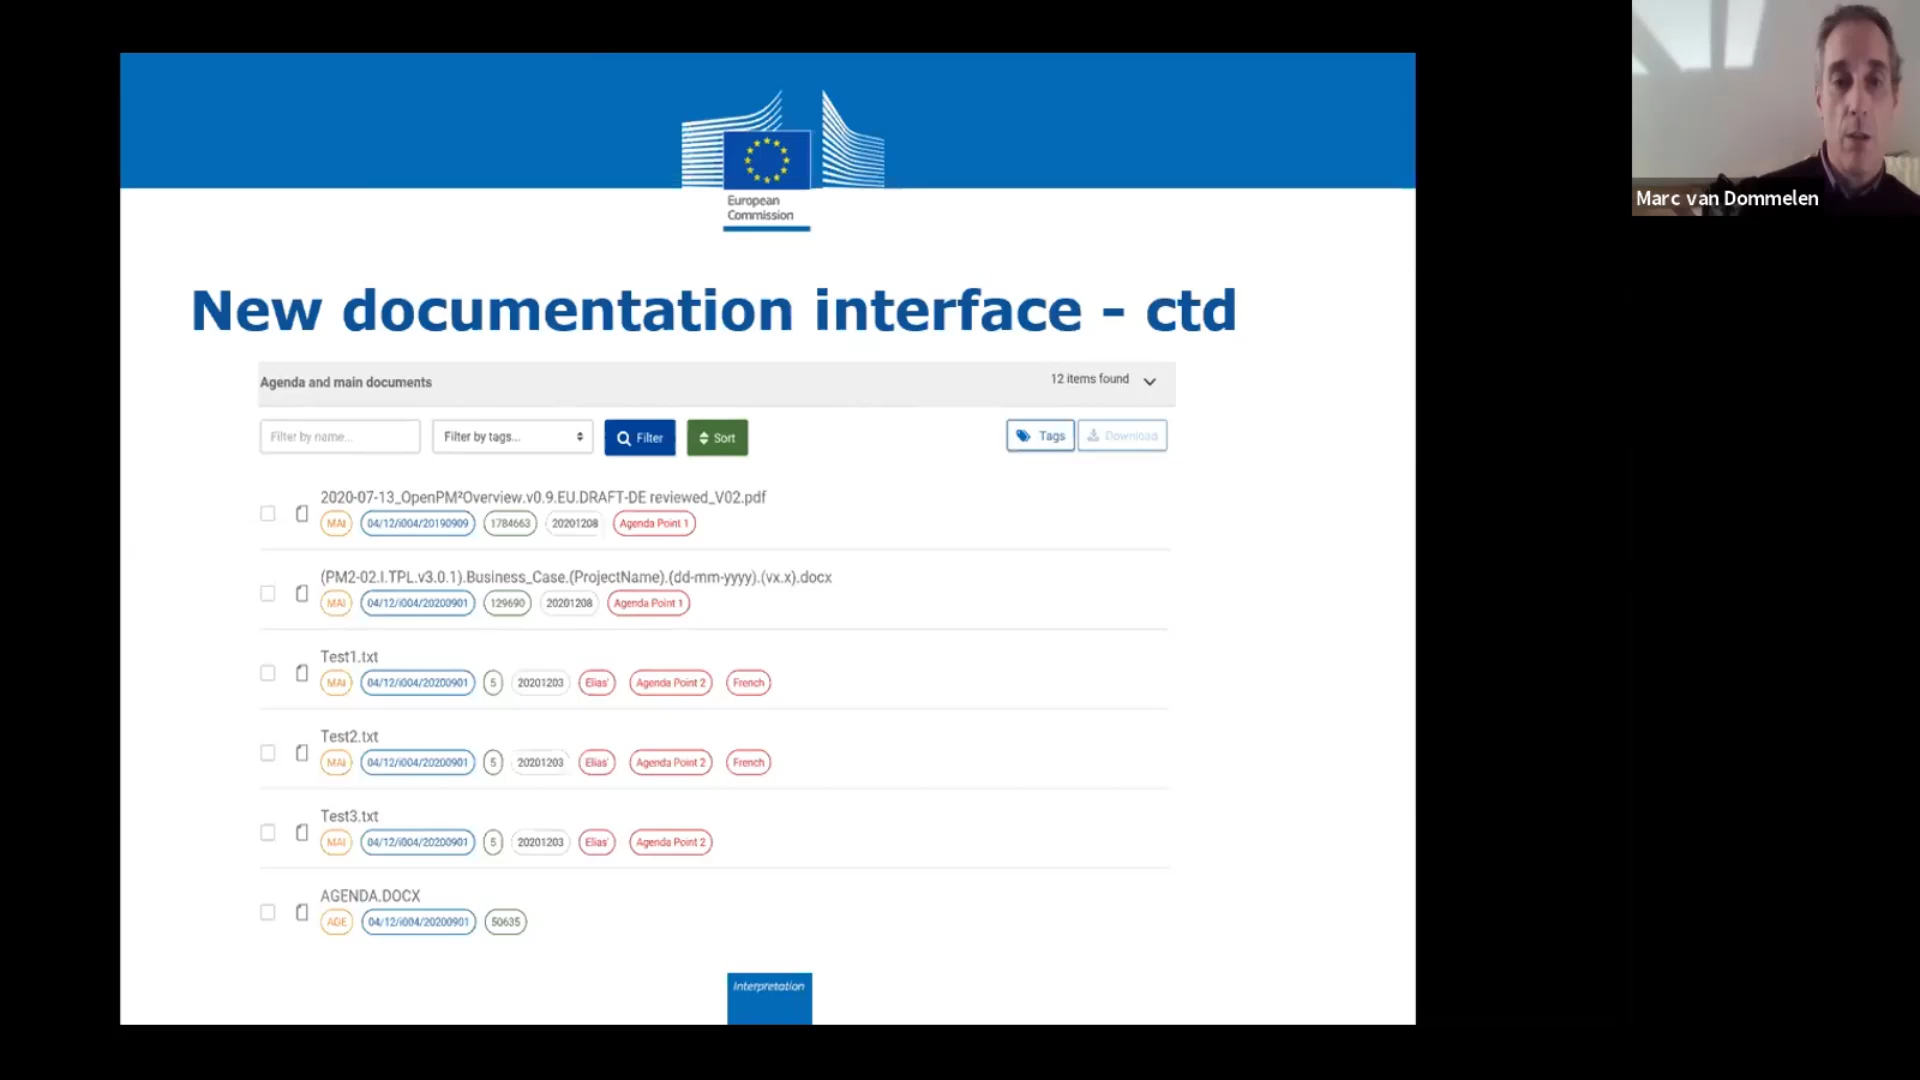 European
Commission
New documentation interface - ctd
Agenda and main documents
12 items found
Filter by name...
Filter by tags...
Filter
Sort
Tags
Download
2020-07-13_OpenPM²Overview.v0.9.EU.DRAFT-DE reviewed_V02.pdf
MAI 04/12/i004/20190909 1784663 20201208 Agenda Point 1
(PM2-02.I.TPL.v3.0.1).Business_Case.(ProjectName).(dd-mm-yyyy).(vx.x).docx
MAI 04/12/i004/20200901 129690 20201208 Agenda Point 1
Test1.txt
MAI 04/12/i004/20200901 5 20201203 Elias' Agenda Point 2 French
Test2.txt
MAI 04/12/i004/20200901 5 20201203 Elias' Agenda Point 2 French
Test3.txt
MAI 04/12/i004/20200901 5 20201203 Elias' Agenda Point 2
AGENDA.DOCX
AGE 04/12/i004/20200901 50635
Interpretation
Marc van Dommelen